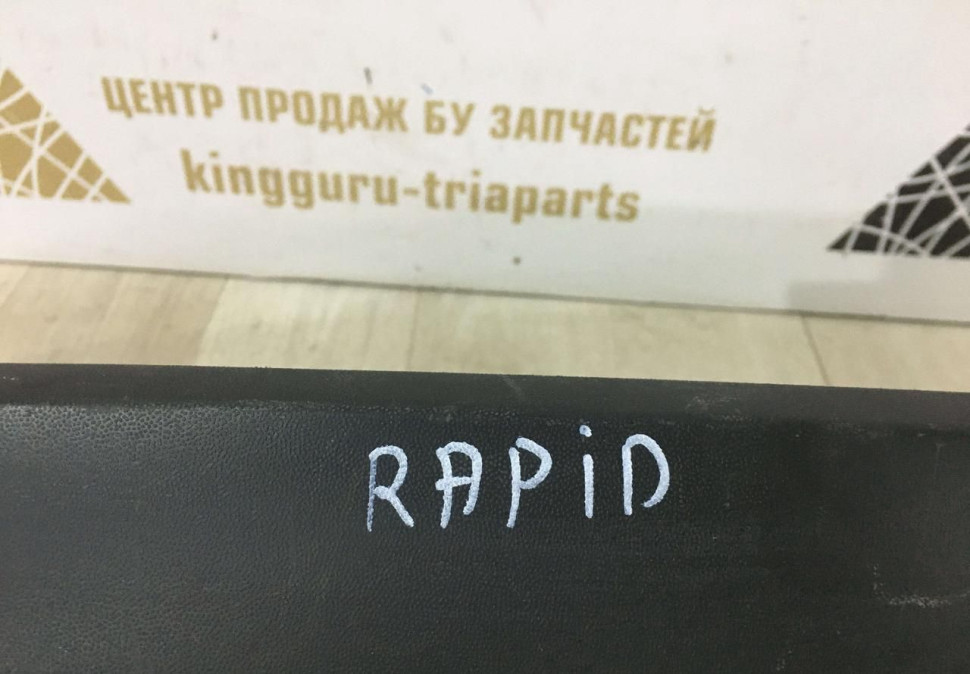 ЦЕНТР ПРОДАЖ БУ ЗАПЧАСТЕЙ
kingguru-triaparts
RAPiD